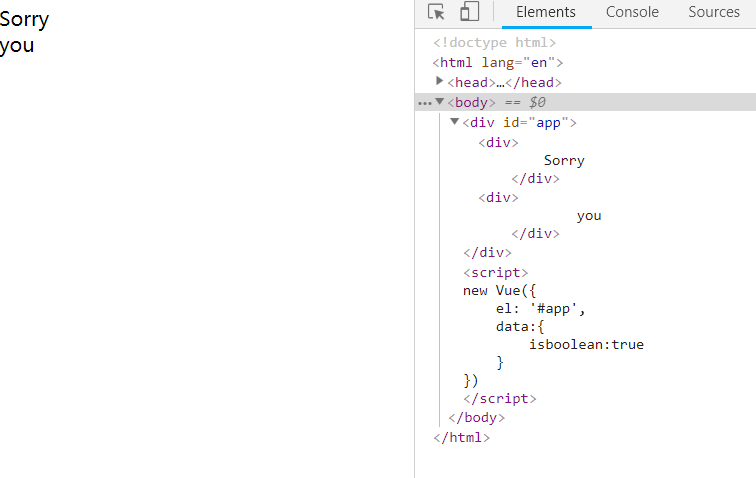 Sorry
you
Elements Console Sources
<!doctype html>
<html lang="en">
<head>…</head>
<body> == $0
<div id="app">
<div>
Sorry
</div>
<div>
you
</div>
</div>
<script>
new Vue({
el: '#app',
data:{
isboolean:true
}
})
</script>
</body>
</html>